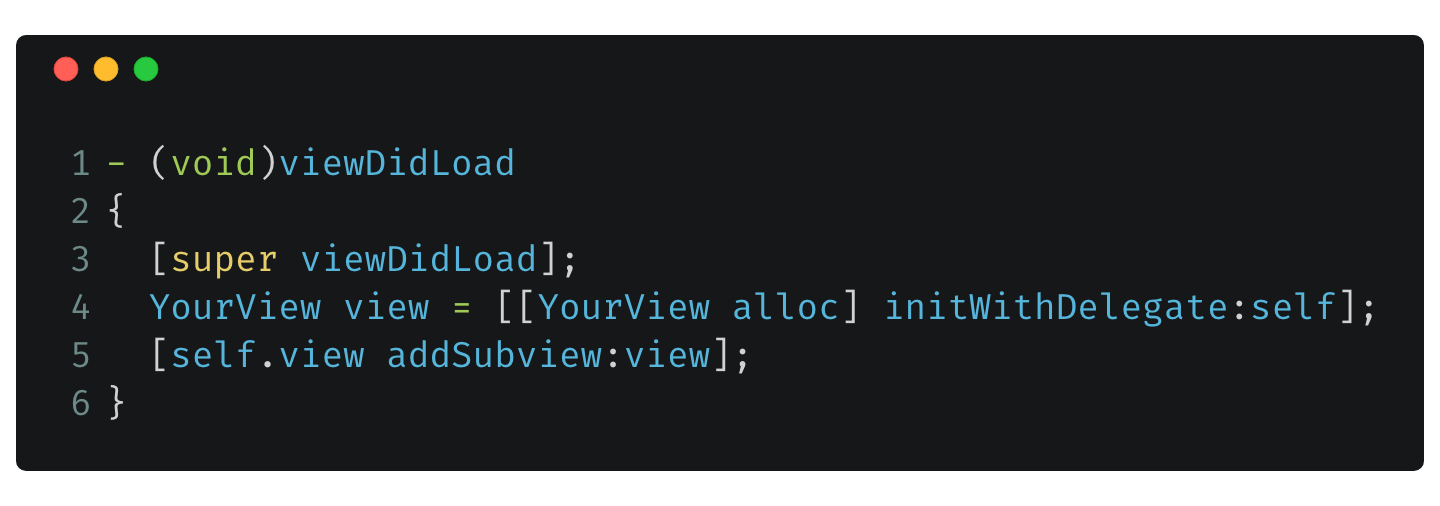 1 - (void)viewDidLoad
2 {
3   [super viewDidLoad];
4   YourView view = [[YourView alloc] initWithDelegate:self];
5   [self.view addSubview:view];
6 }